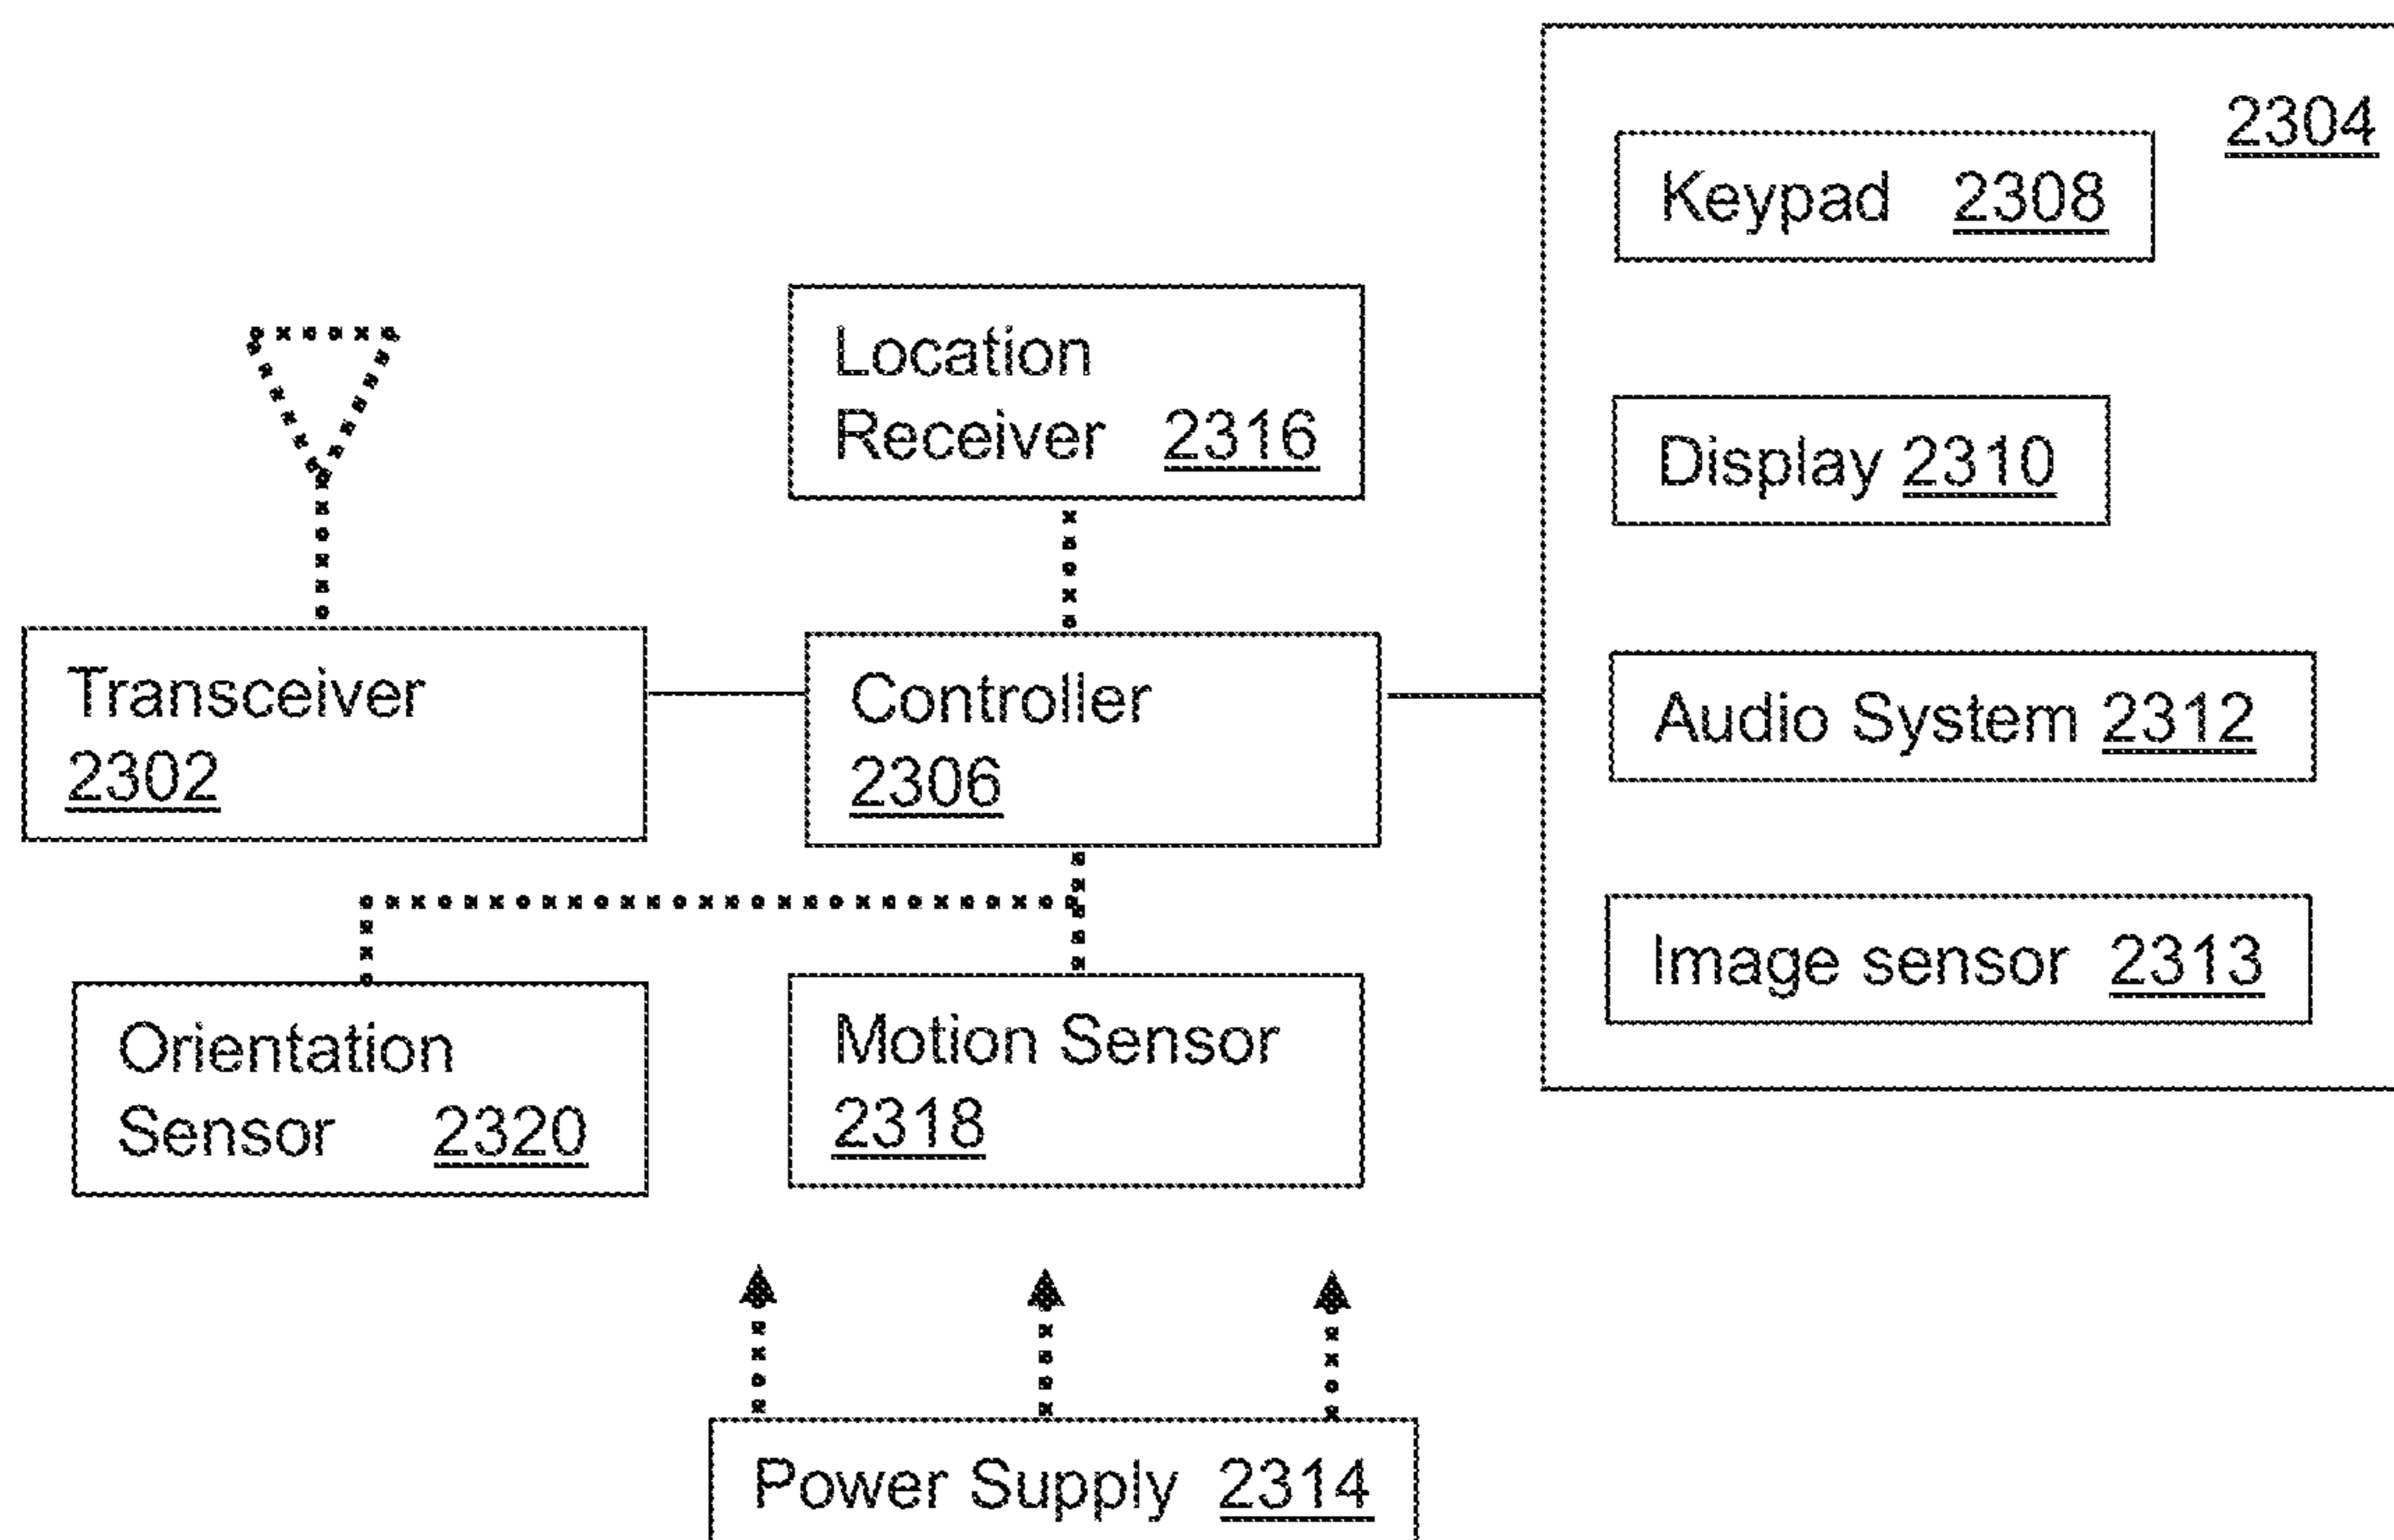 2304
Keypad 2308
Location
Receiver 2316
Display 2310
Transceiver
2302
Controller
2306
Audio System 2312
Image sensor 2313
Orientation
Sensor 2320
Motion Sensor
2318
Power Supply 2314